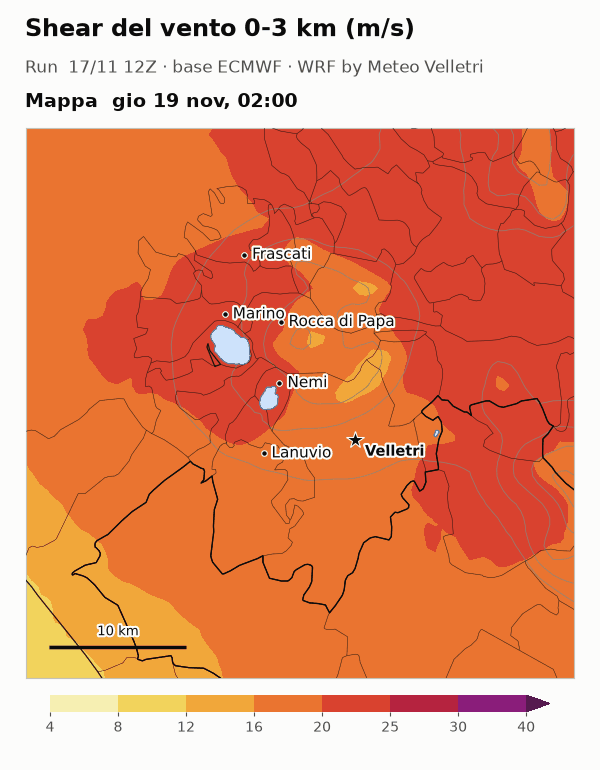 Shear del vento 0-3 km (m/s)
Run  17/11 12Z · base ECMWF · WRF by Meteo Velletri
Mappa  gio 19 nov, 02:00
Frascati
Marino
Rocca di Papa
Nemi
Velletri
Lanuvio
10 km
4 8 12 16 20 25 30 40